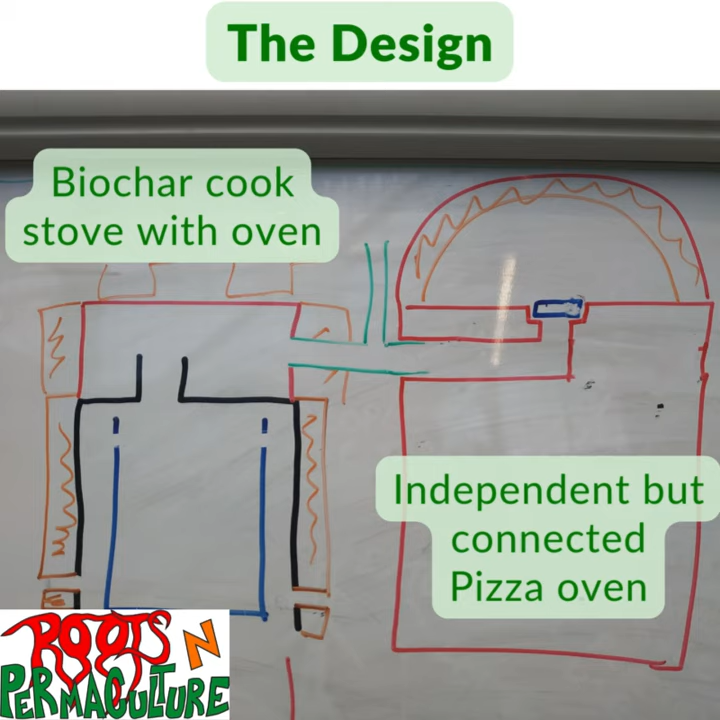 The Design
Biochar cook
stove with oven
Independent but
connected
Pizza oven
ROOTS N
PERMACULTURE